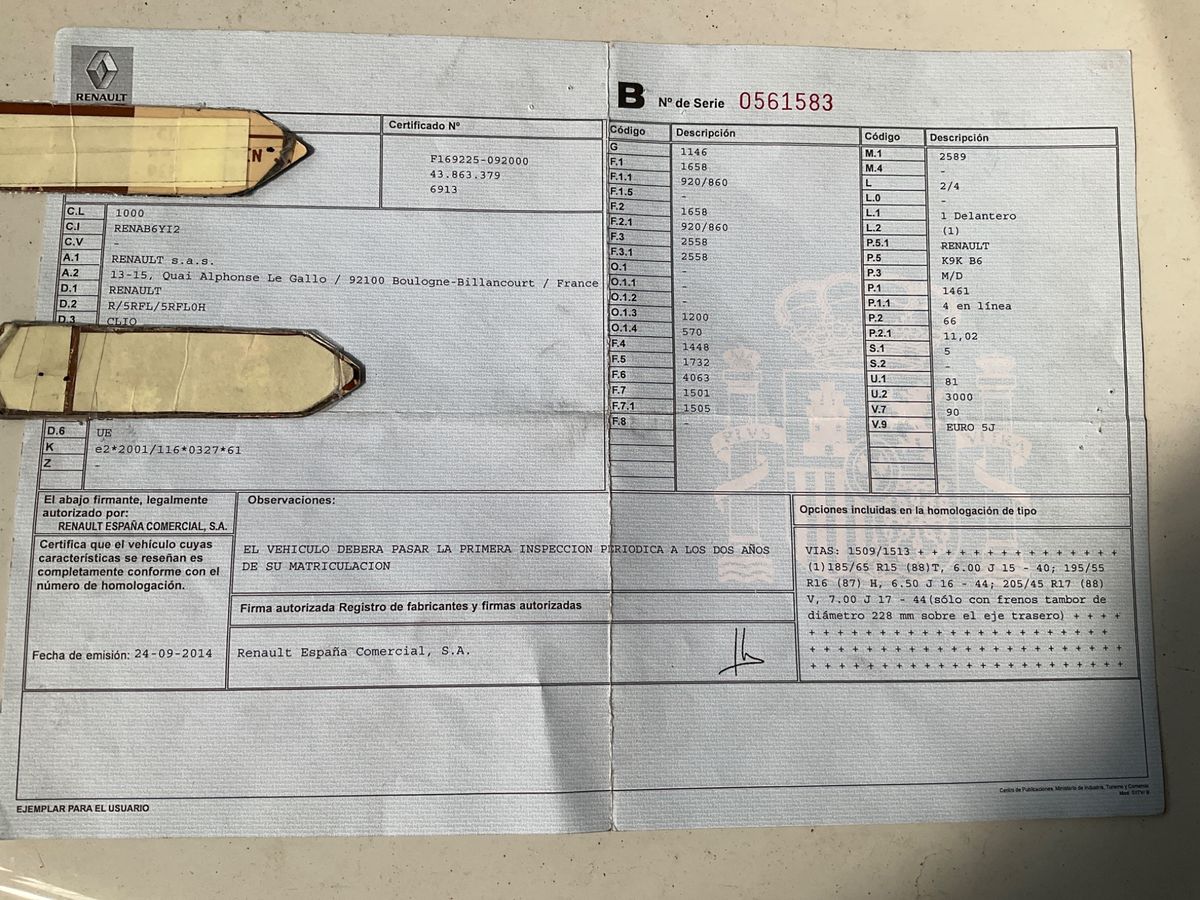 RENAULT
B Nº de Serie 0561583
Certificado Nº
F169225-092000
43.863.379
6913
C.L 1000
C.I RENAB6YI2
C.V -
A.1 RENAULT s.a.s.
A.2 13-15, Quai Alphonse Le Gallo / 92100 Boulogne-Billancourt / France
D.1 RENAULT
D.2 R/5RFL/5RFL0H
D.3 CLIO
D.6 UE
K e2*2001/116*0327*61
Z -
Código Descripción
G 1146
F.1 1658
F.1.1 920/860
F.1.5 -
F.2 1658
F.2.1 920/860
F.3 2558
F.3.1 2558
O.1 -
O.1.1 -
O.1.2 -
O.1.3 1200
O.1.4 570
F.4 1448
F.5 1732
F.6 4063
F.7 1501
F.7.1 1505
F.8 -
Código Descripción
M.1 2589
M.4 -
L 2/4
L.0 -
L.1 1 Delantero
L.2 (1)
P.5.1 RENAULT
P.5 K9K B6
P.3 M/D
P.1 1461
P.1.1 4 en línea
P.2 66
P.2.1 11,02
S.1 5
S.2 -
U.1 81
U.2 3000
V.7 90
V.9 EURO 5J
PLUS
El abajo firmante, legalmente
autorizado por:
RENAULT ESPAÑA COMERCIAL, S.A.
Certifica que el vehículo cuyas
características se reseñan es
completamente conforme con el
número de homologación.
Fecha de emisión: 24-09-2014
Observaciones:
EL VEHICULO DEBERA PASAR LA PRIMERA INSPECCION PERIODICA A LOS DOS AÑOS
DE SU MATRICULACION
Firma autorizada Registro de fabricantes y firmas autorizadas
Renault España Comercial, S.A.
Opciones incluidas en la homologación de tipo
VIAS: 1509/1513 + + + + + + + + + + + + + + +
(1)185/65 R15 (88)T, 6.00 J 15 - 40; 195/55
R16 (87) H, 6.50 J 16 - 44; 205/45 R17 (88)
V, 7.00 J 17 - 44(sólo con frenos tambor de
diámetro 228 mm sobre el eje trasero) + + + +
+ + + + + + + + + + + + + + + + + + + + + +
+ + + + + + + + + + + + + + + + + + + + + +
+ + + + + + + + + + + + + + + + + + + + + +
EJEMPLAR PARA EL USUARIO
Centro de Publicaciones. Ministerio de Industria, Turismo y Comercio